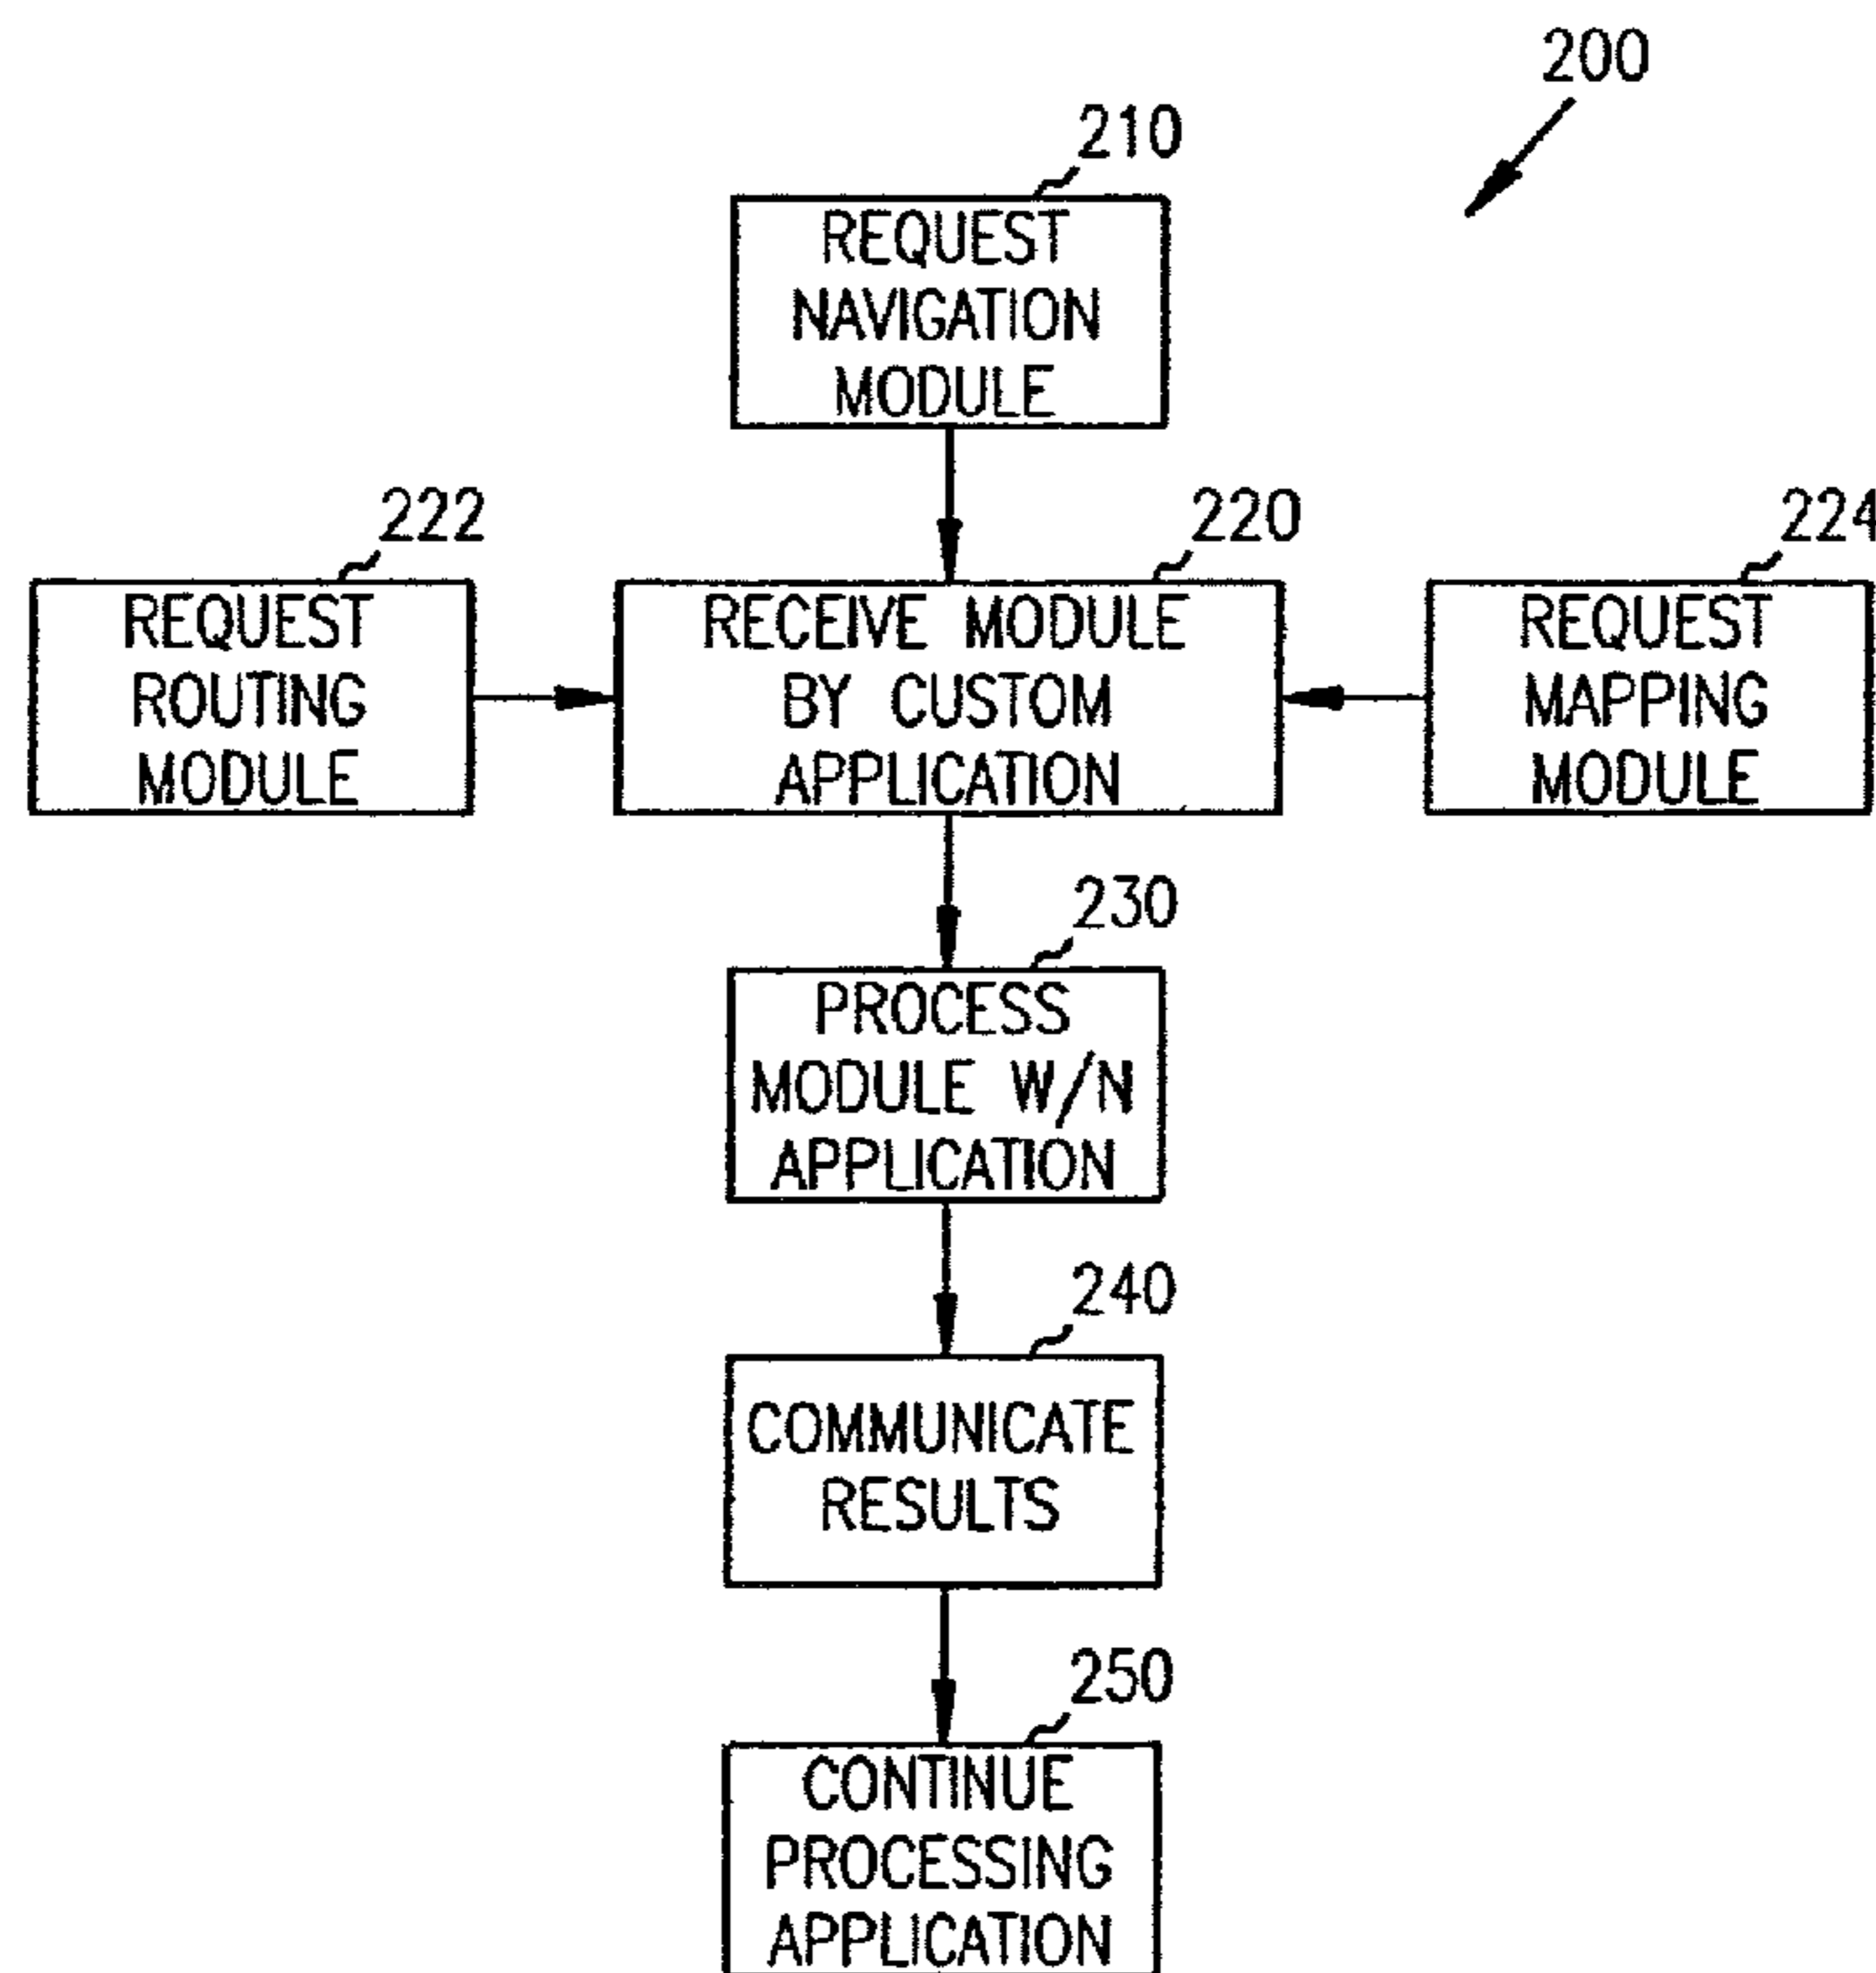 200
210
REQUEST
NAVIGATION
MODULE
222
REQUEST
ROUTING
MODULE
220
RECEIVE MODULE
BY CUSTOM
APPLICATION
224
REQUEST
MAPPING
MODULE
230
PROCESS
MODULE W/N
APPLICATION
240
COMMUNICATE
RESULTS
250
CONTINUE
PROCESSING
APPLICATION